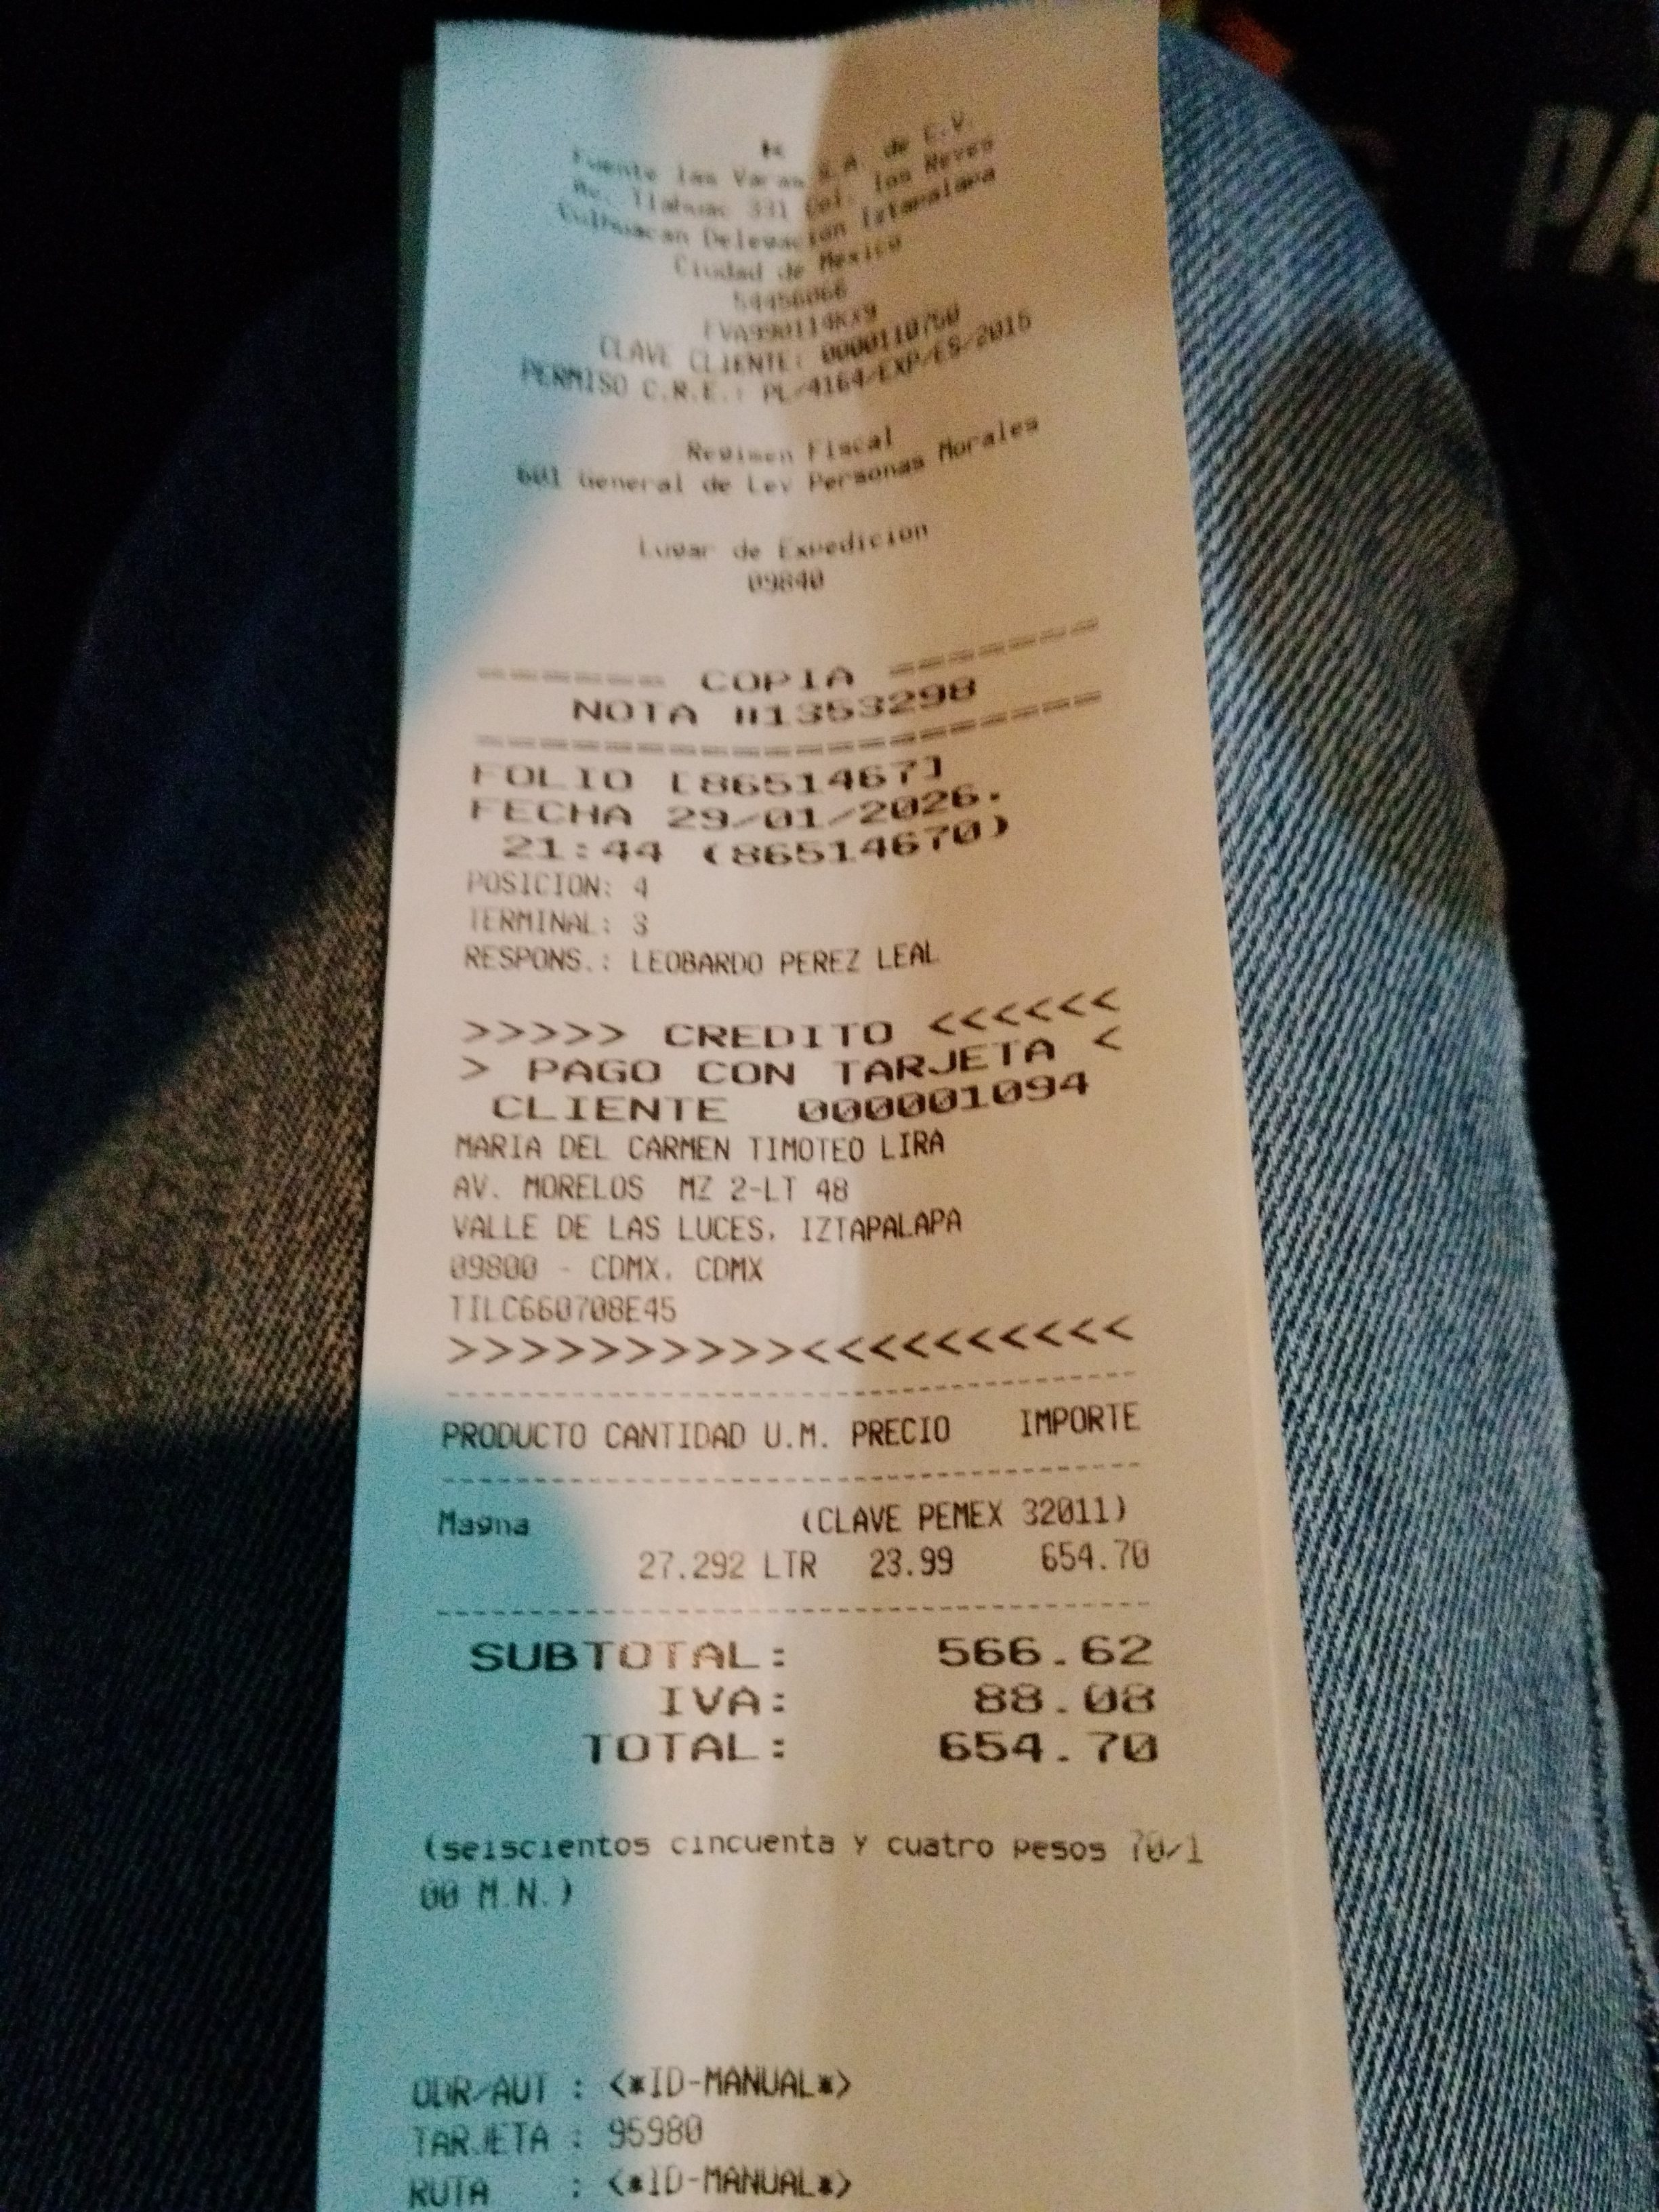 Fuente las Varas S.A. de C.V.
Av. Tlahuac 331 Col. los Reyes
Culhuacan Delegacion Iztapalapa
Ciudad de Mexico
54456066
FVA990114KX9
CLAVE CLIENTE: 0000110750
PERMISO C.R.E.: PL/4164/EXP/ES/2015
Regimen Fiscal
601 General de Ley Personas Morales
Lugar de Expedicion
09840
====== COPIA =======
NOTA #1353298
====================
FOLIO [8651467]
FECHA 29/01/2026.
21:44 (86514670)
POSICION: 4
TERMINAL: 3
RESPONS.: LEOBARDO PEREZ LEAL
>>>>> CREDITO <<<<<<
> PAGO CON TARJETA <
CLIENTE 000001094
MARIA DEL CARMEN TIMOTEO LIRA
AV. MORELOS MZ 2-LT 48
VALLE DE LAS LUCES, IZTAPALAPA
09800 - CDMX, CDMX
TILC660708E45
>>>>>>>>>><<<<<<<<<<
PRODUCTO CANTIDAD U.M. PRECIO IMPORTE
Magna (CLAVE PEMEX 32011)
27.292 LTR 23.99 654.70
SUBTOTAL: 566.62
IVA: 88.08
TOTAL: 654.70
(seiscientos cincuenta y cuatro pesos 70/1
00 M.N.)
ODR/AUT : <*ID-MANUAL*>
TARJETA : 95980
RUTA : <*ID-MANUAL*>
PA